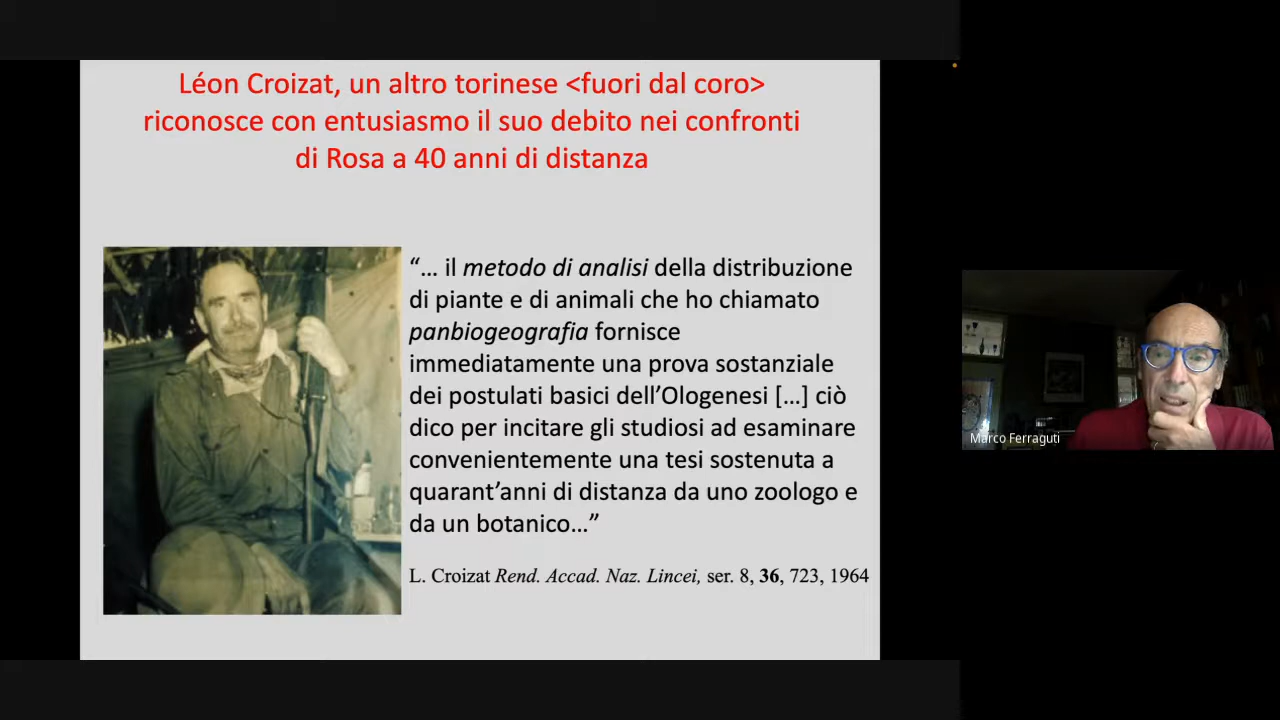 Léon Croizat, un altro torinese <fuori dal coro>
riconosce con entusiasmo il suo debito nei confronti
di Rosa a 40 anni di distanza
“… il metodo di analisi della distribuzione
di piante e di animali che ho chiamato
panbiogeografia fornisce
immediatamente una prova sostanziale
dei postulati basici dell’Ologenesi […] ciò
dico per incitare gli studiosi ad esaminare
convenientemente una tesi sostenuta a
quarant’anni di distanza da uno zoologo e
da un botanico…”
L. Croizat Rend. Accad. Naz. Lincei, ser. 8, 36, 723, 1964
Marco Ferraguti